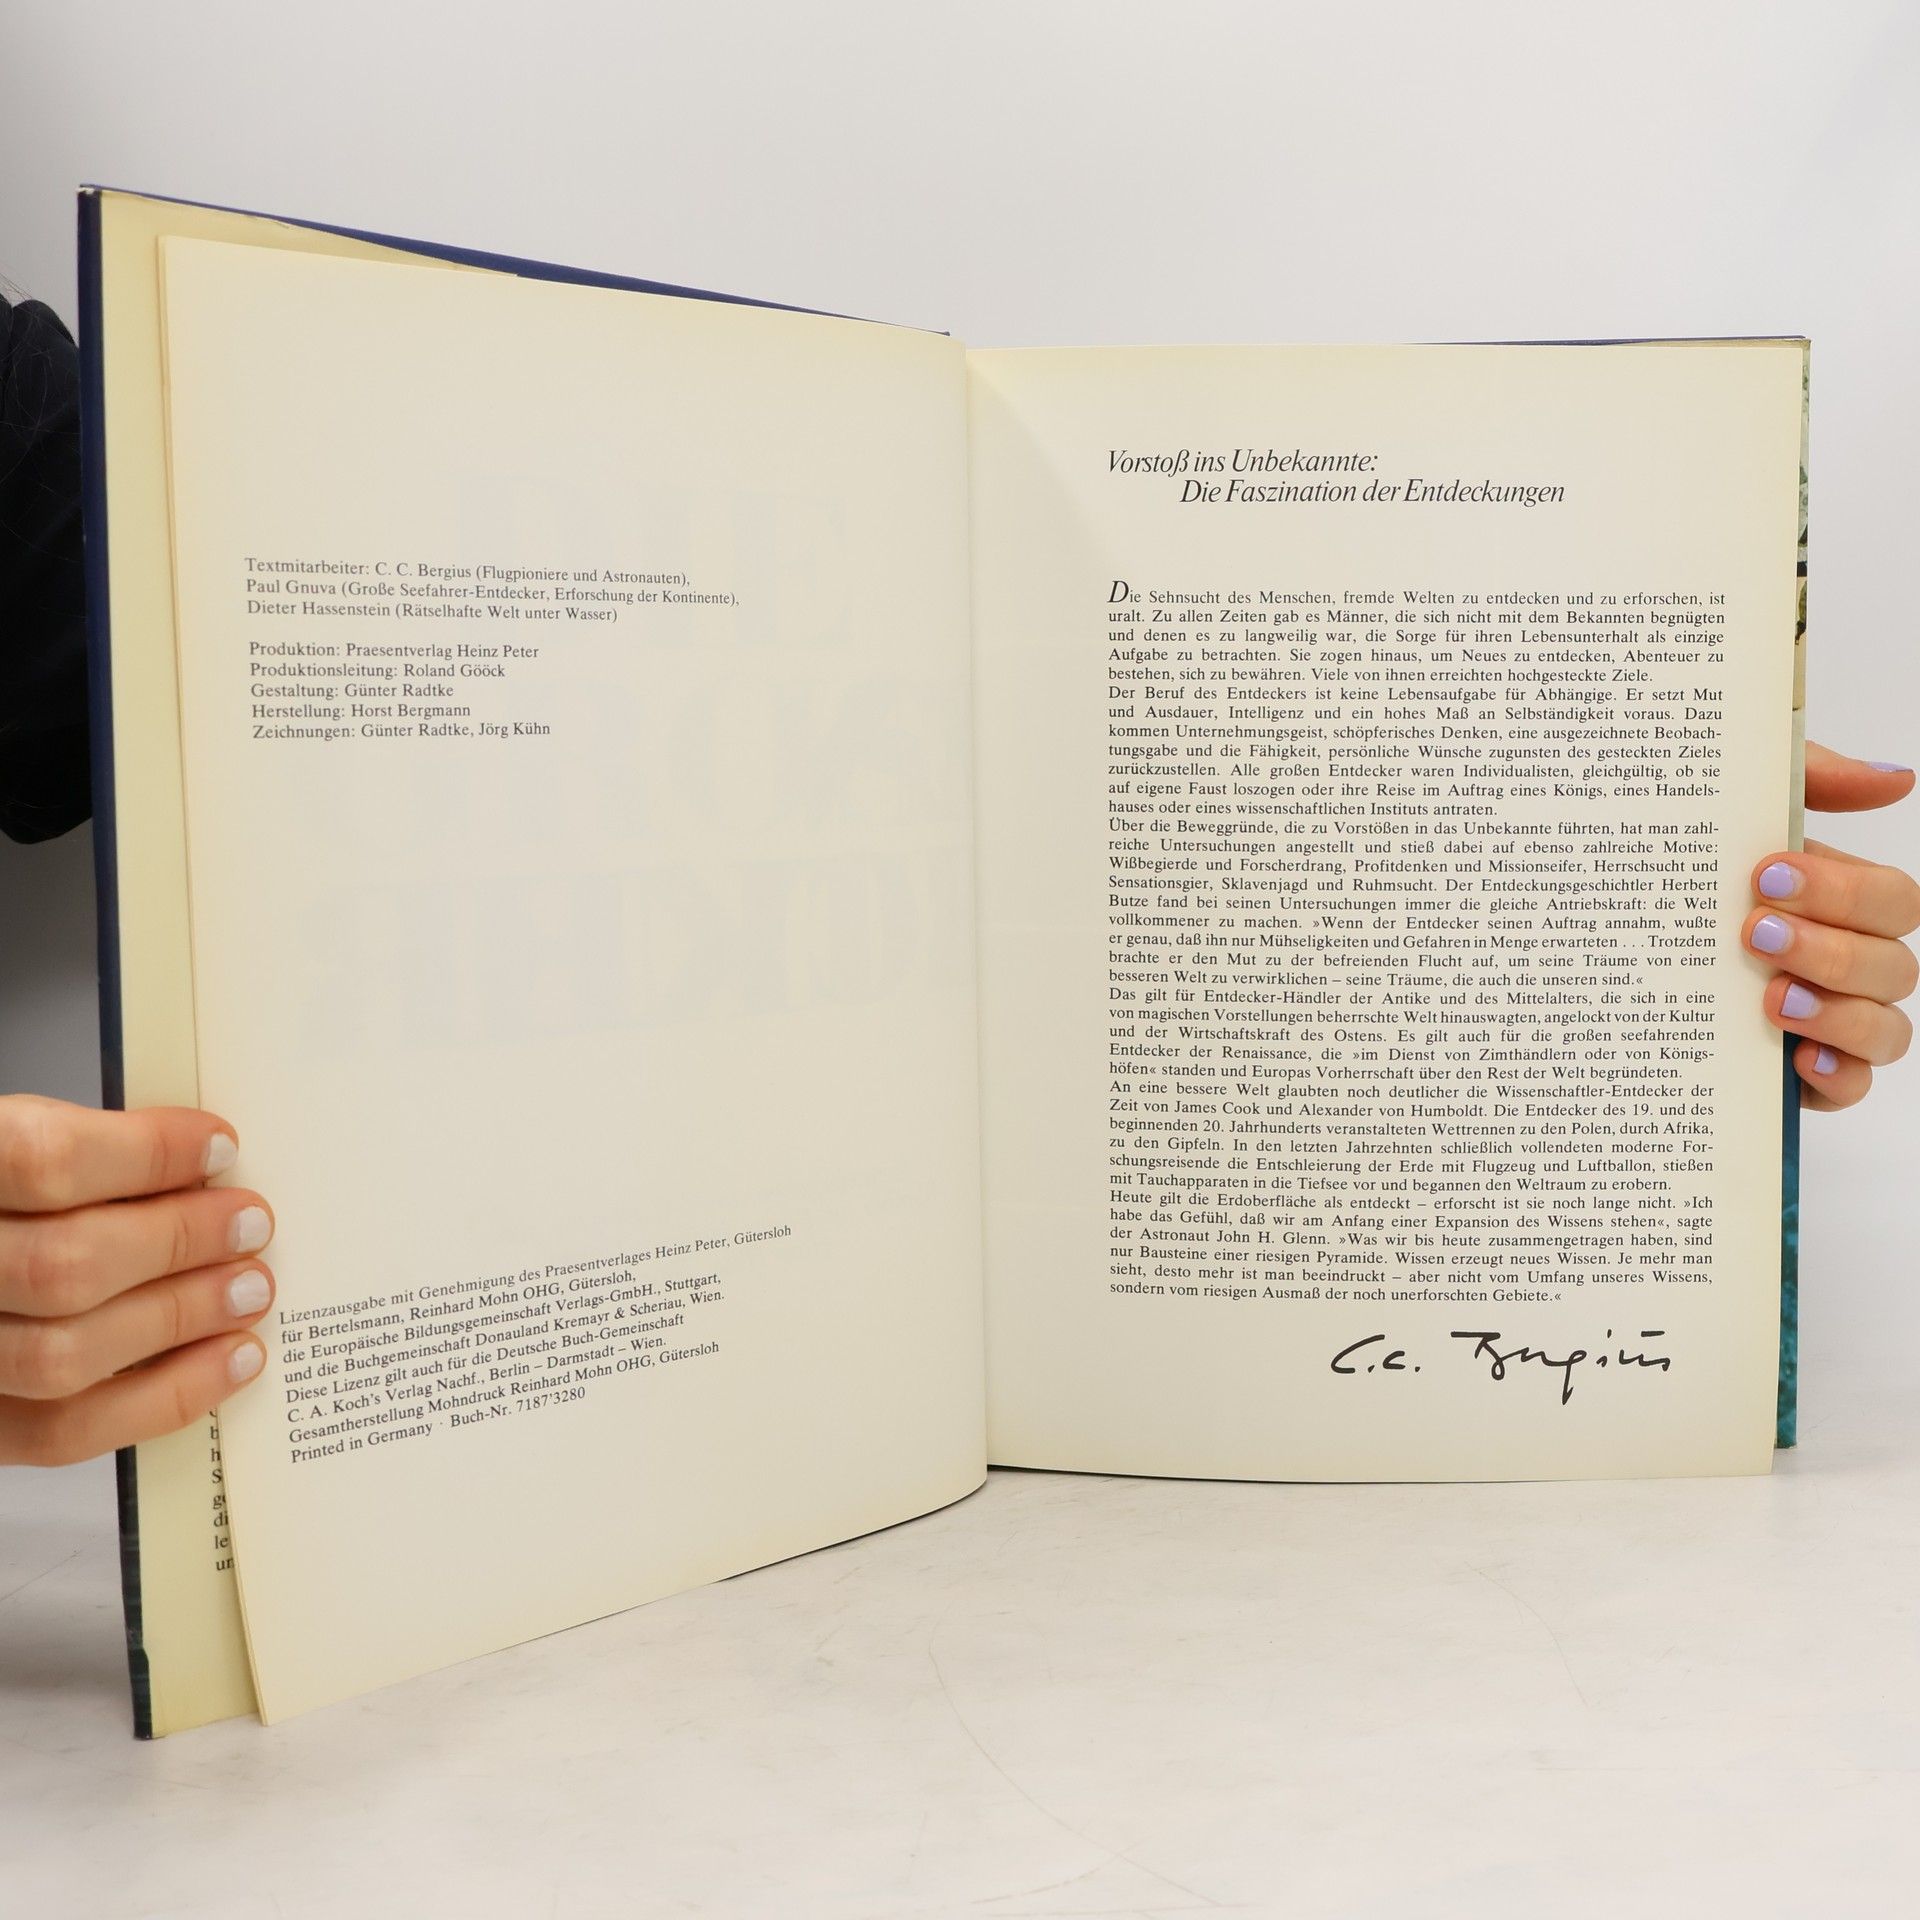 Textmitarbeiter: C. C. Bergius (Flugpioniere und Astronauten),
Paul Gnuva (Große Seefahrer-Entdecker, Erforschung der Kontinente),
Dieter Hassenstein (Rätselhafte Welt unter Wasser)
Produktion: Praesentverlag Heinz Peter
Produktionsleitung: Roland Gööck
Gestaltung: Günter Radtke
Herstellung: Horst Bergmann
Zeichnungen: Günter Radtke, Jörg Kühn
Lizenzausgabe mit Genehmigung des Praesentverlages Heinz Peter, Gütersloh
für Bertelsmann, Reinhard Mohn OHG, Gütersloh,
die Europäische Bildungsgemeinschaft Verlags-GmbH., Stuttgart,
und die Buchgemeinschaft Donauland Kremayr & Scheriau, Wien.
Diese Lizenz gilt auch für die Deutsche Buch-Gemeinschaft
C. A. Koch's Verlag Nachf., Berlin – Darmstadt – Wien.
Gesamtherstellung Mohndruck Reinhard Mohn OHG, Gütersloh
Printed in Germany · Buch-Nr. 7187'3280
h
S
di
le
Vorstoß ins Unbekannte:
Die Faszination der Entdeckungen
Die Sehnsucht des Menschen, fremde Welten zu entdecken und zu erforschen, ist
uralt. Zu allen Zeiten gab es Männer, die sich nicht mit dem Bekannten begnügten
und denen es zu langweilig war, die Sorge für ihren Lebensunterhalt als einzige
Aufgabe zu betrachten. Sie zogen hinaus, um Neues zu entdecken, Abenteuer zu
bestehen, sich zu bewähren. Viele von ihnen erreichten hochgesteckte Ziele.
Der Beruf des Entdeckers ist keine Lebensaufgabe für Abhängige. Er setzt Mut
und Ausdauer, Intelligenz und ein hohes Maß an Selbständigkeit voraus. Dazu
kommen Unternehmungsgeist, schöpferisches Denken, eine ausgezeichnete Beobach-
tungsgabe und die Fähigkeit, persönliche Wünsche zugunsten des gesteckten Zieles
zurückzustellen. Alle großen Entdecker waren Individualisten, gleichgültig, ob sie
auf eigene Faust loszogen oder ihre Reise im Auftrag eines Königs, eines Handels-
hauses oder eines wissenschaftlichen Instituts antraten.
Über die Beweggründe, die zu Vorstößen in das Unbekannte führten, hat man zahl-
reiche Untersuchungen angestellt und stieß dabei auf ebenso zahlreiche Motive:
Wißbegierde und Forscherdrang, Profitdenken und Missionseifer, Herrschsucht und
Sensationsgier, Sklavenjagd und Ruhmsucht. Der Entdeckungsgeschichtler Herbert
Butze fand bei seinen Untersuchungen immer die gleiche Antriebskraft: die Welt
vollkommener zu machen. »Wenn der Entdecker seinen Auftrag annahm, wußte
er genau, daß ihn nur Mühseligkeiten und Gefahren in Menge erwarteten . . . Trotzdem
brachte er den Mut zu der befreienden Flucht auf, um seine Träume von einer
besseren Welt zu verwirklichen – seine Träume, die auch die unseren sind.«
Das gilt für Entdecker-Händler der Antike und des Mittelalters, die sich in eine
von magischen Vorstellungen beherrschte Welt hinauswagten, angelockt von der Kultur
und der Wirtschaftskraft des Ostens. Es gilt auch für die großen seefahrenden
Entdecker der Renaissance, die »im Dienst von Zimthändlern oder von Königs-
höfen« standen und Europas Vorherrschaft über den Rest der Welt begründeten.
An eine bessere Welt glaubten noch deutlicher die Wissenschaftler-Entdecker der
Zeit von James Cook und Alexander von Humboldt. Die Entdecker des 19. und des
beginnenden 20. Jahrhunderts veranstalteten Wettrennen zu den Polen, durch Afrika,
zu den Gipfeln. In den letzten Jahrzehnten schließlich vollendeten moderne For-
schungsreisende die Entschleierung der Erde mit Flugzeug und Luftballon, stießen
mit Tauchapparaten in die Tiefsee vor und begannen den Weltraum zu erobern.
Heute gilt die Erdoberfläche als entdeckt – erforscht ist sie noch lange nicht. »Ich
habe das Gefühl, daß wir am Anfang einer Expansion des Wissens stehen«, sagte
der Astronaut John H. Glenn. »Was wir bis heute zusammengetragen haben, sind
nur Bausteine einer riesigen Pyramide. Wissen erzeugt neues Wissen. Je mehr man
sieht, desto mehr ist man beeindruckt – aber nicht vom Umfang unseres Wissens,
sondern vom riesigen Ausmaß der noch unerforschten Gebiete.«
C.C. Bergius